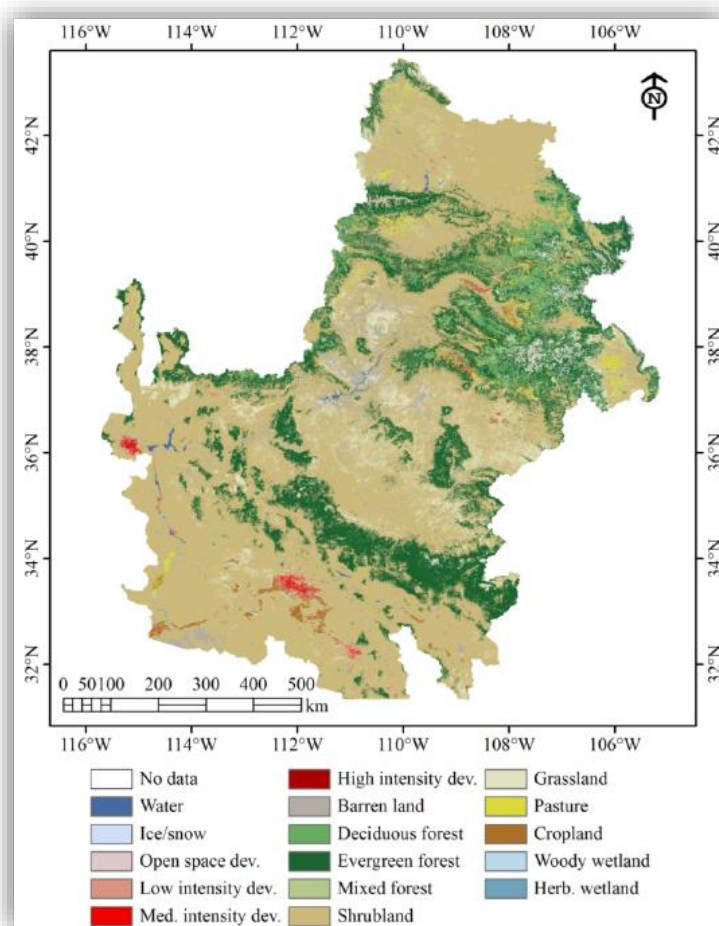 116°W 114°W 112°W 110°W 108°W 106°W
N
42°N 42°N
40°N 40°N
38°N 38°N
36°N 36°N
34°N 34°N
32°N 32°N
0 50 100 200 300 400 500
km
116°W 114°W 112°W 110°W 108°W 106°W
No data High intensity dev. Grassland
Water Barren land Pasture
Ice/snow Deciduous forest Cropland
Open space dev. Evergreen forest Woody wetland
Low intensity dev. Mixed forest Herb. wetland
Med. intensity dev. Shrubland